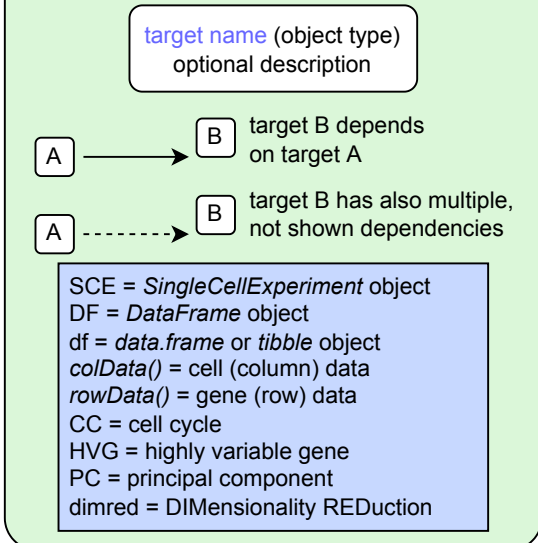 target name (object type)
optional description
A
B
target B depends
on target A
A
B
target B has also multiple,
not shown dependencies
SCE = SingleCellExperiment object
DF = DataFrame object
df = data.frame or tibble object
colData() = cell (column) data
rowData() = gene (row) data
CC = cell cycle
HVG = highly variable gene
PC = principal component
dimred = DIMensionality REDuction